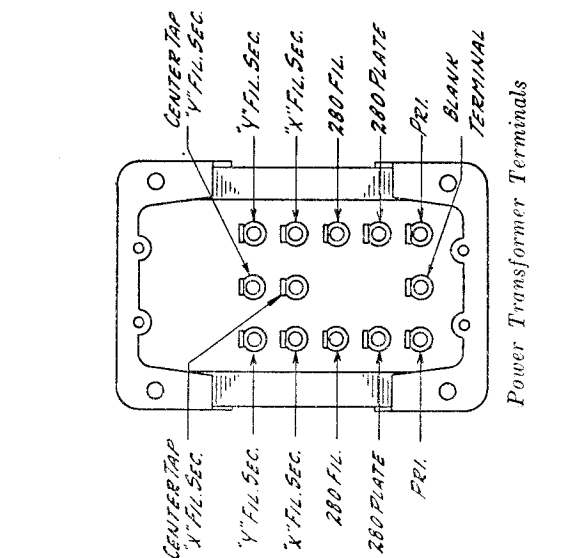 CENTER TAP
"Y" FIL. SEC.
"Y" FIL. SEC.
"X" FIL. SEC.
280 FIL.
280 PLATE
PRI.
BLANK
TERMINAL
CENTER TAP
"X" FIL. SEC.
"Y" FIL. SEC.
"X" FIL. SEC.
280 FIL.
280 PLATE
PRI.
Power Transformer Terminals